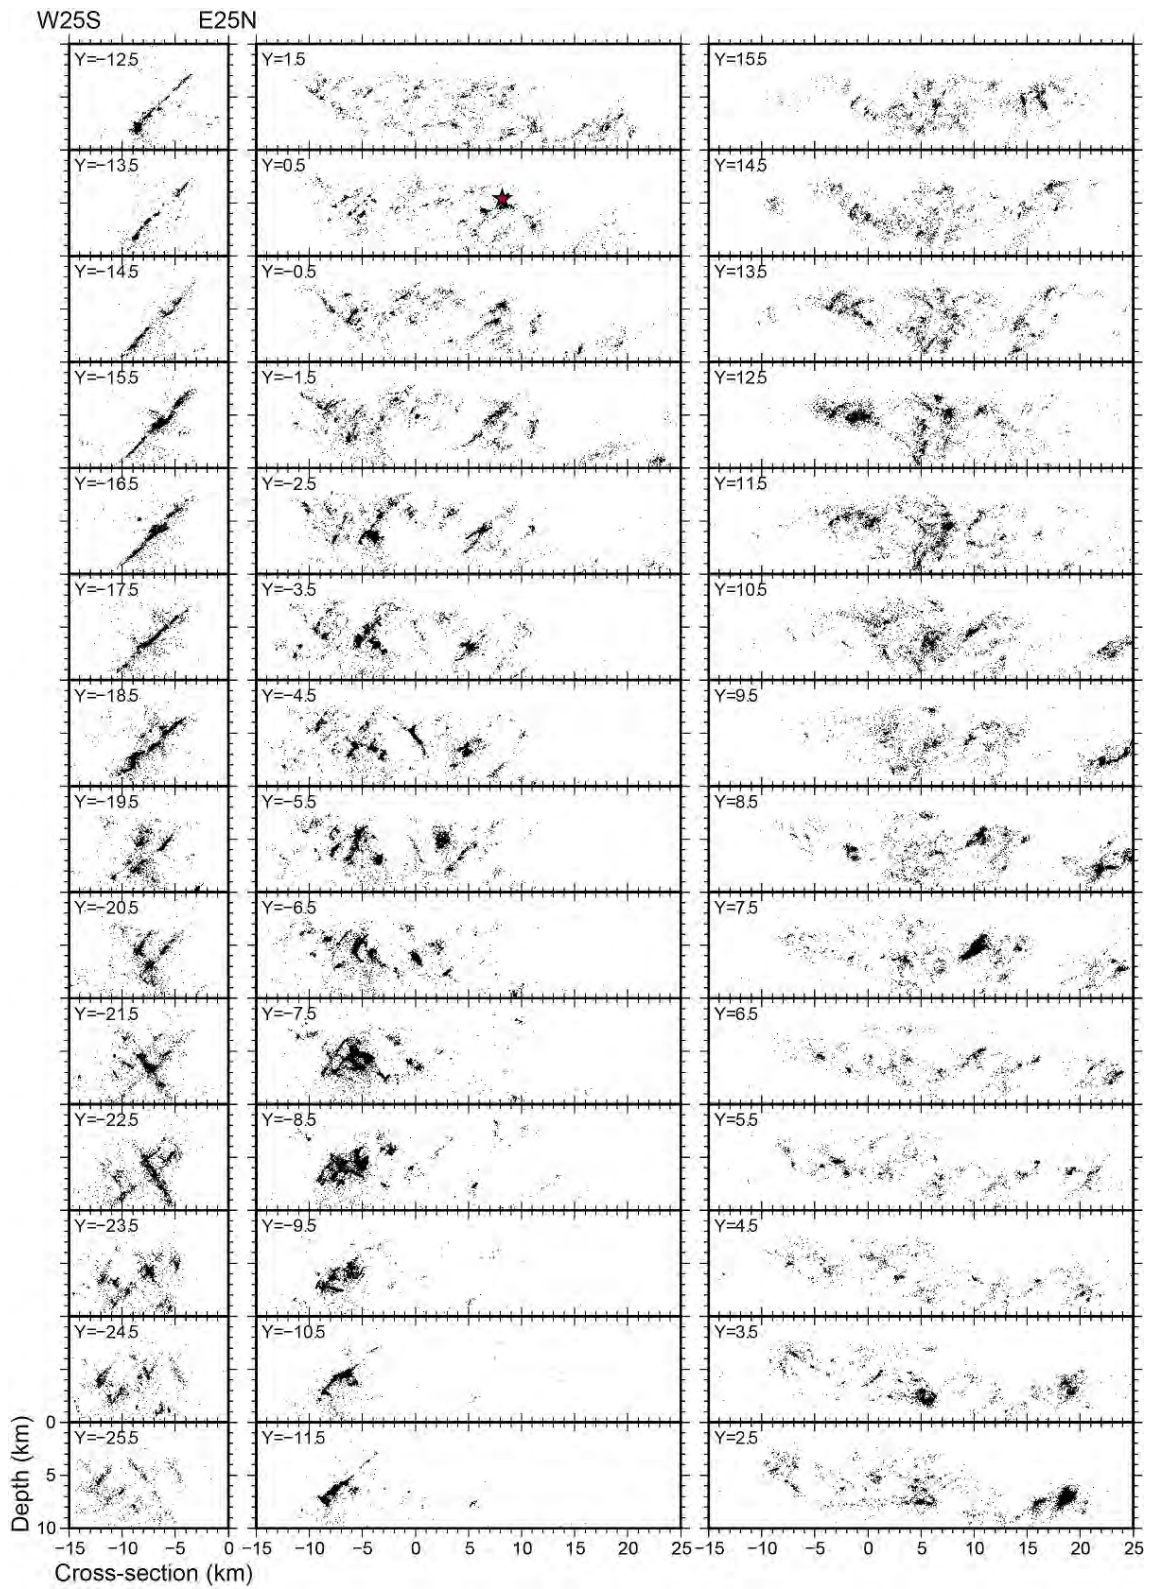 W25S E25N
Y=−12.5 Y=1.5 Y=15.5
Y=−13.5 Y=0.5 Y=14.5
Y=−14.5 Y=−0.5 Y=13.5
Y=−15.5 Y=−1.5 Y=12.5
Y=−16.5 Y=−2.5 Y=11.5
Y=−17.5 Y=−3.5 Y=10.5
Y=−18.5 Y=−4.5 Y=9.5
Y=−19.5 Y=−5.5 Y=8.5
Y=−20.5 Y=−6.5 Y=7.5
Y=−21.5 Y=−7.5 Y=6.5
Y=−22.5 Y=−8.5 Y=5.5
Y=−23.5 Y=−9.5 Y=4.5
Y=−24.5 Y=−10.5 Y=3.5
0
Y=−25.5 Y=−11.5 Y=2.5
5
10
Depth (km)
−15 −10 −5 0 −15 −10 −5 0 5 10 15 20 25 −15 −10 −5 0 5 10 15 20 25
Cross-section (km)